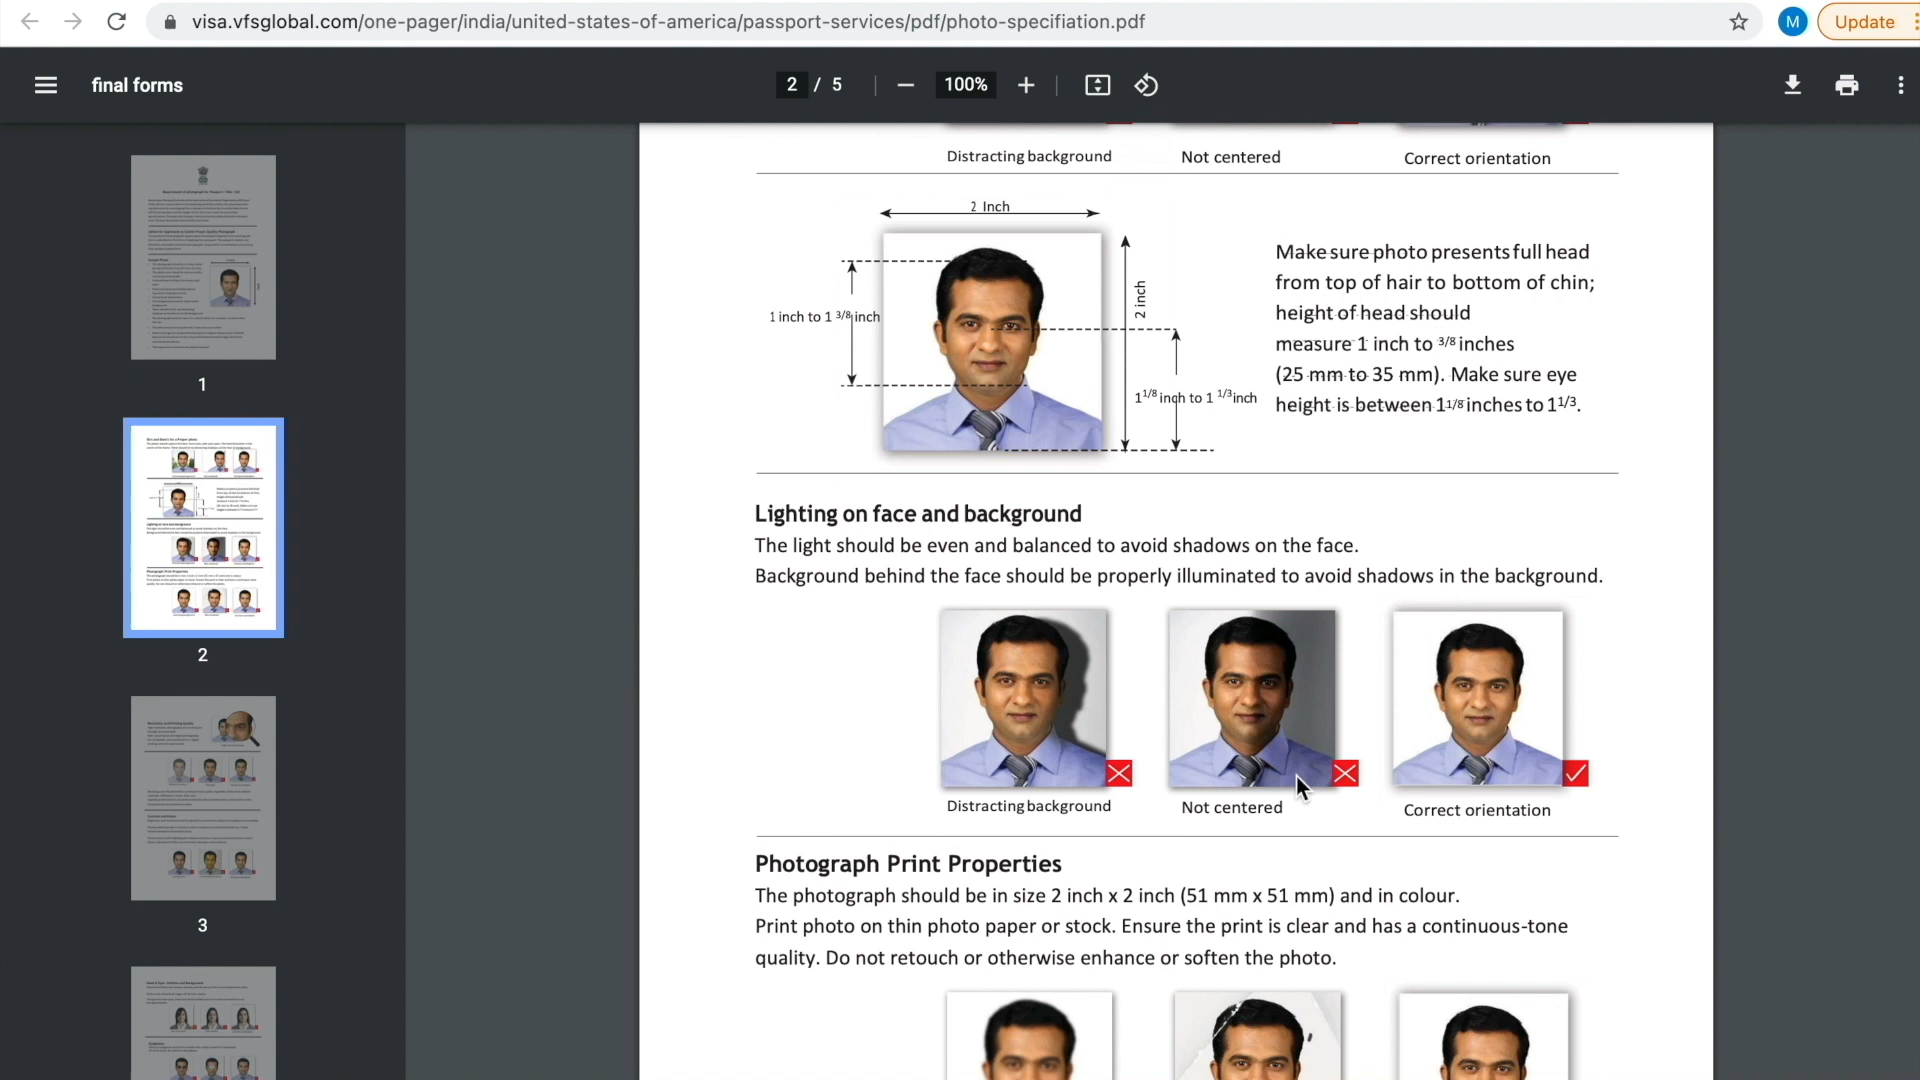 visa.vfsglobal.com/one-pager/india/united-states-of-america/passport-services/pdf/photo-specifiation.pdf
M
Update
final forms
2 / 5
100%
1
2
3
Distracting background
Not centered
Correct orientation
2 Inch
1 inch to 1 3/8 inch
2 inch
1 1/8 inch to 1 1/3 inch
Make sure photo presents full head
from top of hair to bottom of chin;
height of head should
measure 1 inch to 3/8 inches
(25 mm to 35 mm). Make sure eye
height is between 1 1/8 inches to 1 1/3.
Lighting on face and background
The light should be even and balanced to avoid shadows on the face.
Background behind the face should be properly illuminated to avoid shadows in the background.
Distracting background
Not centered
Correct orientation
Photograph Print Properties
The photograph should be in size 2 inch x 2 inch (51 mm x 51 mm) and in colour.
Print photo on thin photo paper or stock. Ensure the print is clear and has a continuous-tone
quality. Do not retouch or otherwise enhance or soften the photo.